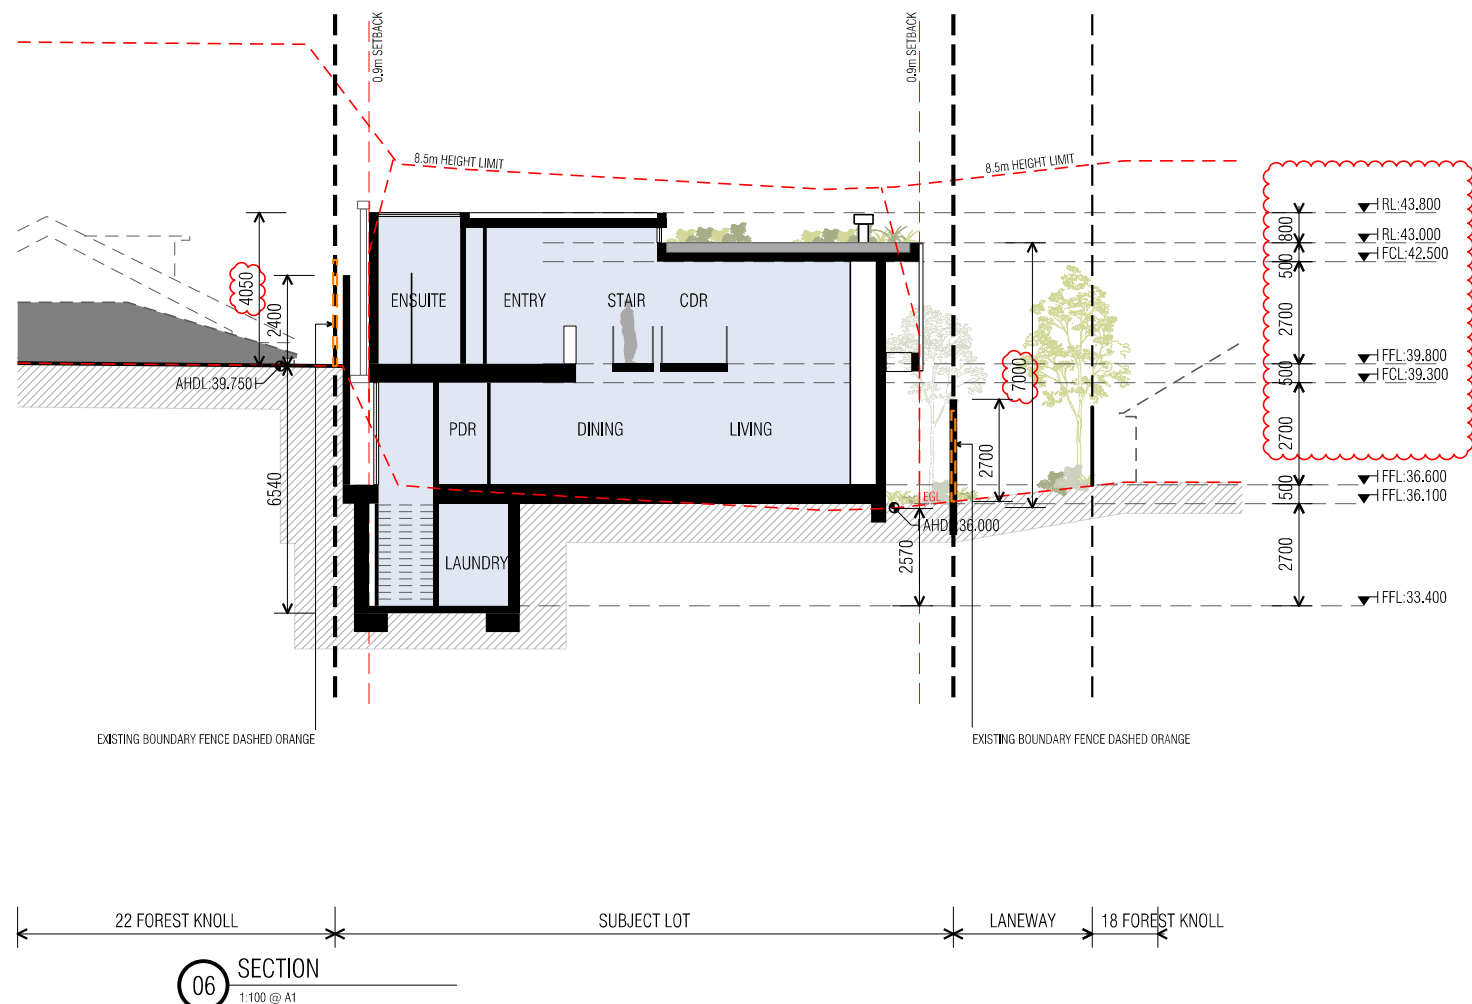 0.9m SETBACK
0.9m SETBACK
8.5m HEIGHT LIMIT
8.5m HEIGHT LIMIT
RL:43.800
800
RL:43.000
500
FCL:42.500
4050
2400
ENSUITE
ENTRY
STAIR
CDR
2700
FFL:39.800
500
FCL:39.300
AHDL:39.750
7000
PDR
DINING
LIVING
2700
2700
FFL:36.600
500
FFL:36.100
6540
EGL
AHDL:36.000
2570
LAUNDRY
2700
FFL:33.400
EXISTING BOUNDARY FENCE DASHED ORANGE
EXISTING BOUNDARY FENCE DASHED ORANGE
22 FOREST KNOLL
SUBJECT LOT
LANEWAY
18 FOREST KNOLL
06
SECTION
1:100 @ A1